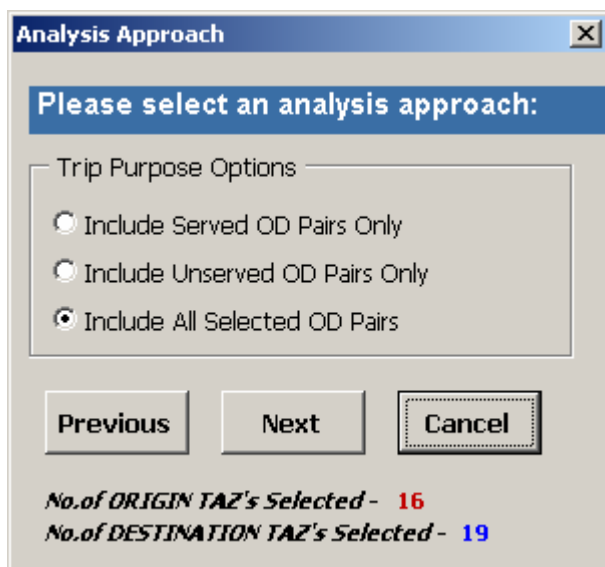 Analysis Approach
Please select an analysis approach:
Trip Purpose Options
Include Served OD Pairs Only
Include Unserved OD Pairs Only
Include All Selected OD Pairs
Previous Next Cancel
No.of ORIGIN TAZ's Selected - 16
No.of DESTINATION TAZ's Selected - 19